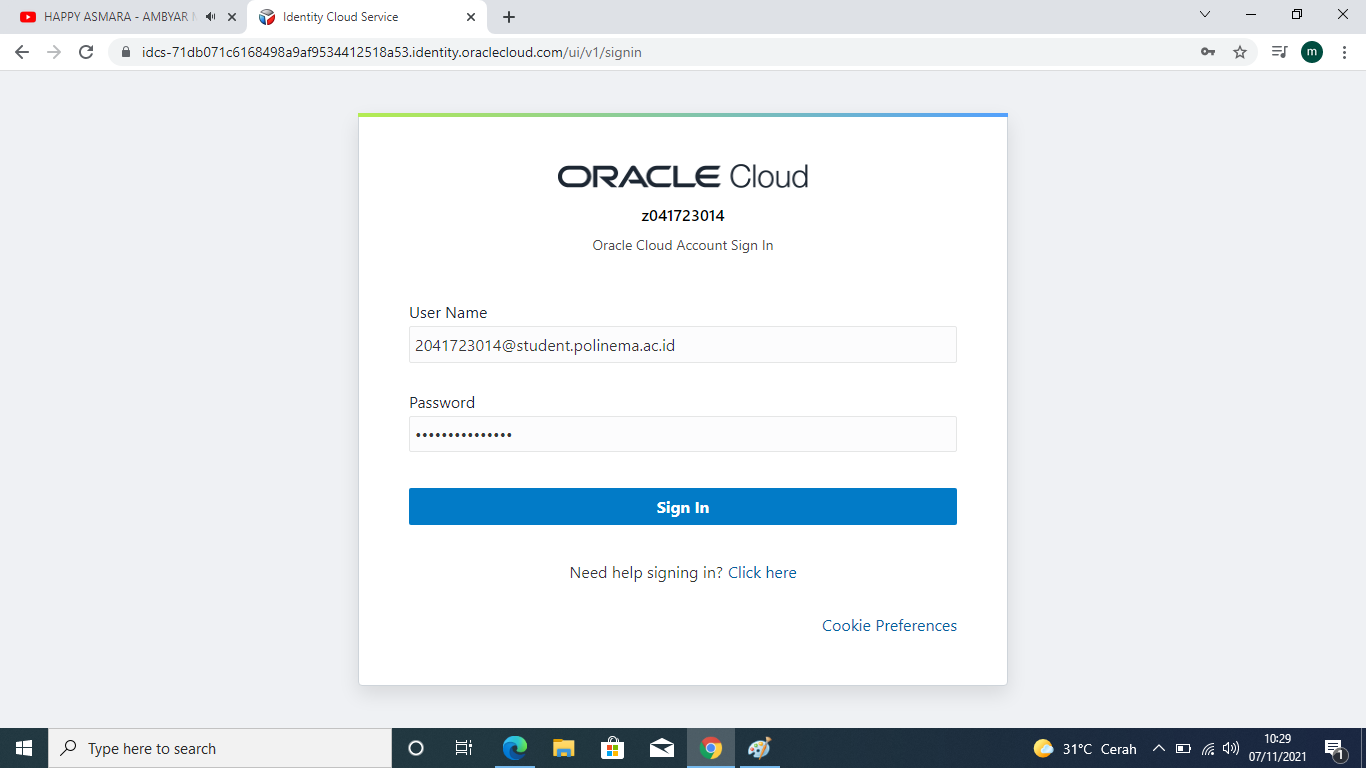 HAPPY ASMARA - AMBYAR
Identity Cloud Service
idcs-71db071c6168498a9af9534412518a53.identity.oraclecloud.com/ui/v1/signin
m
ORACLE Cloud
z041723014
Oracle Cloud Account Sign In
User Name
2041723014@student.polinema.ac.id
Password
•••••••••••••••
Sign In
Need help signing in? Click here
Cookie Preferences
Type here to search
31°C Cerah
10:29
07/11/2021
1